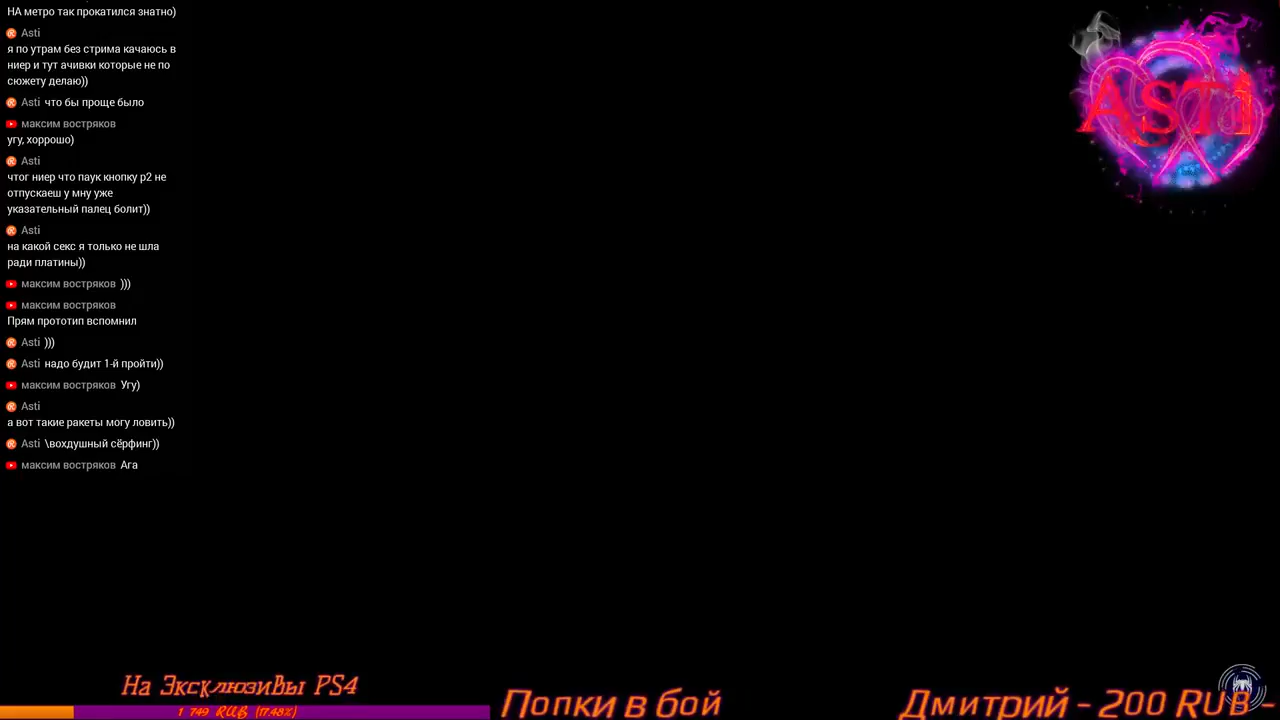 НА метро так прокатился знатно)
Asti
я по утрам без стрима качаюсь в
ниер и тут ачивки которые не по
сюжету делаю))
Asti что бы проще было
максим востряков
угу, хоррошо)
Asti
чтог ниер что паук кнопку р2 не
отпускаеш у мну уже
указательный палец болит))
Asti
на какой секс я только не шла
ради платины))
максим востряков )))
максим востряков
Прям прототип вспомнил
Asti )))
Asti надо будит 1-й пройти))
максим востряков Угу)
Asti
а вот такие ракеты могу ловить))
Asti \вохдушный сёрфинг))
максим востряков Ага
ASTI
На Эксклюзивы PS4
1 749 RUB (17.48%)
Попки в бой
Дмитрий - 200 RUB -